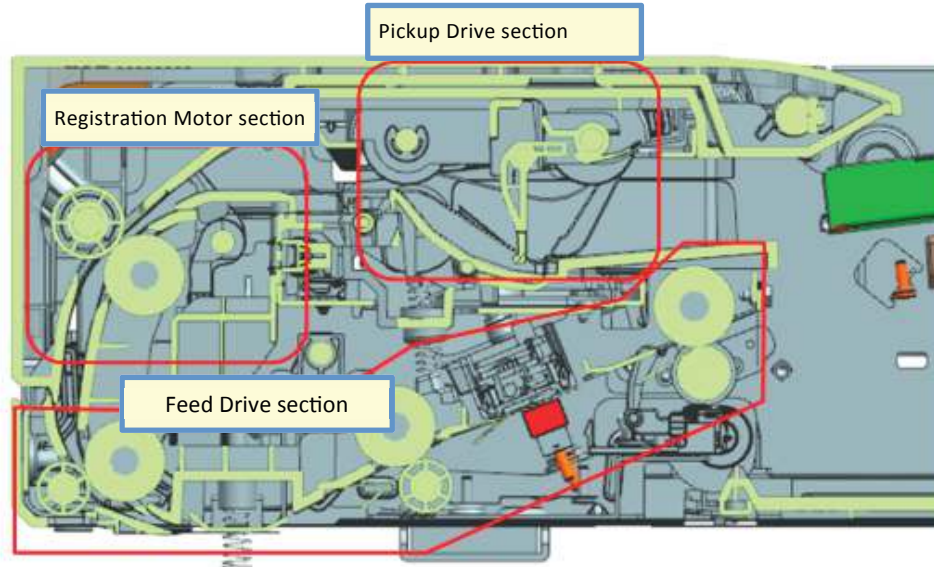 Pickup Drive section
Registration Motor section
Feed Drive section